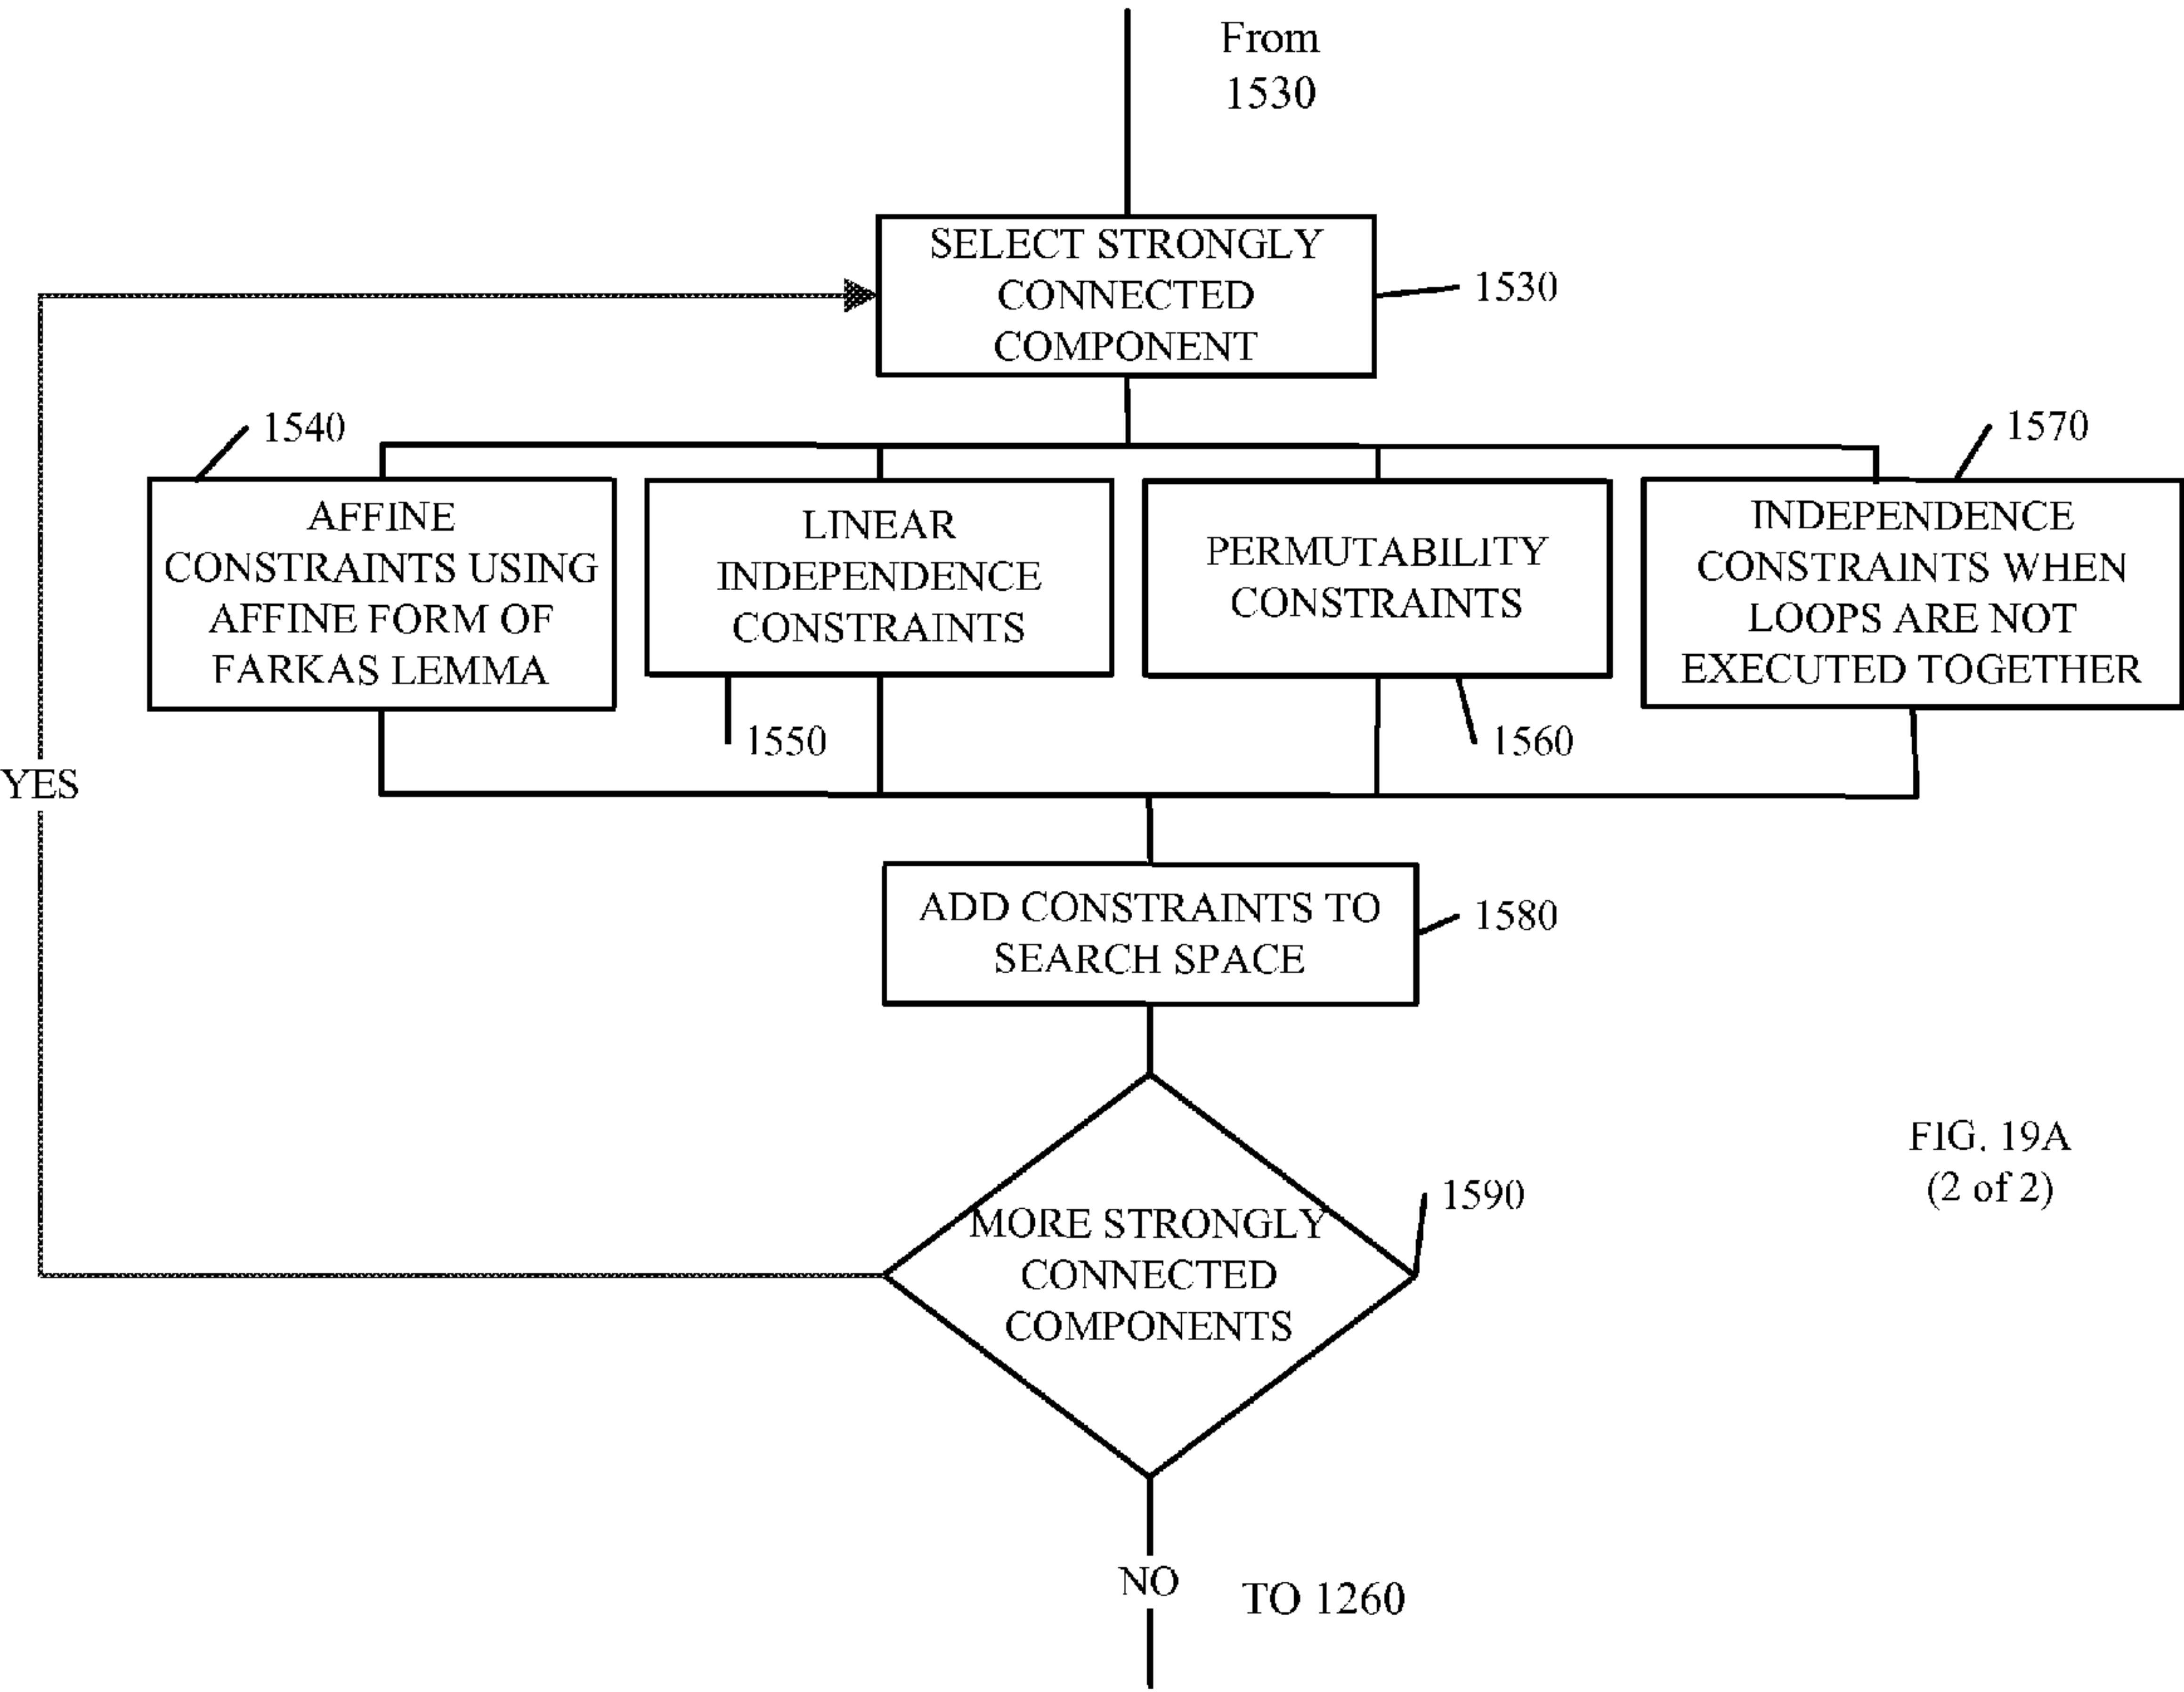 From
1530
SELECT STRONGLY
CONNECTED
COMPONENT
1530
1540
1570
AFFINE
CONSTRAINTS USING
AFFINE FORM OF
FARKAS LEMMA
LINEAR
INDEPENDENCE
CONSTRAINTS
PERMUTABILITY
CONSTRAINTS
INDEPENDENCE
CONSTRAINTS WHEN
LOOPS ARE NOT
EXECUTED TOGETHER
1550
1560
YES
ADD CONSTRAINTS TO
SEARCH SPACE
1580
MORE STRONGLY
CONNECTED
COMPONENTS
1590
FIG. 19A
(2 of 2)
NO
TO 1260